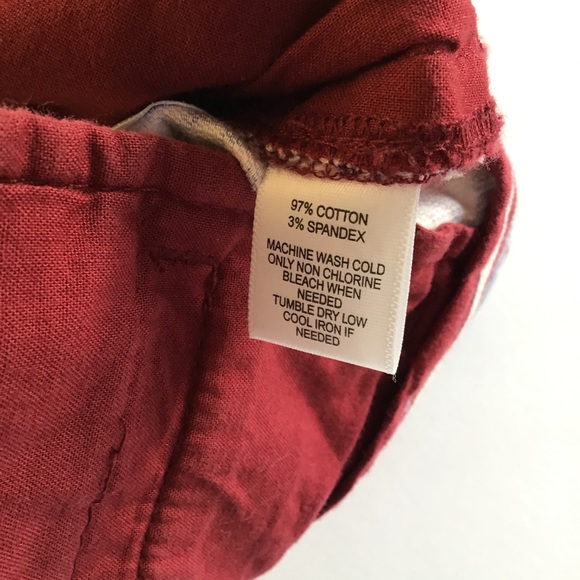 97% COTTON
3% SPANDEX
MACHINE WASH COLD
ONLY NON CHLORINE
BLEACH WHEN
NEEDED
TUMBLE DRY LOW
COOL IRON IF
NEEDED